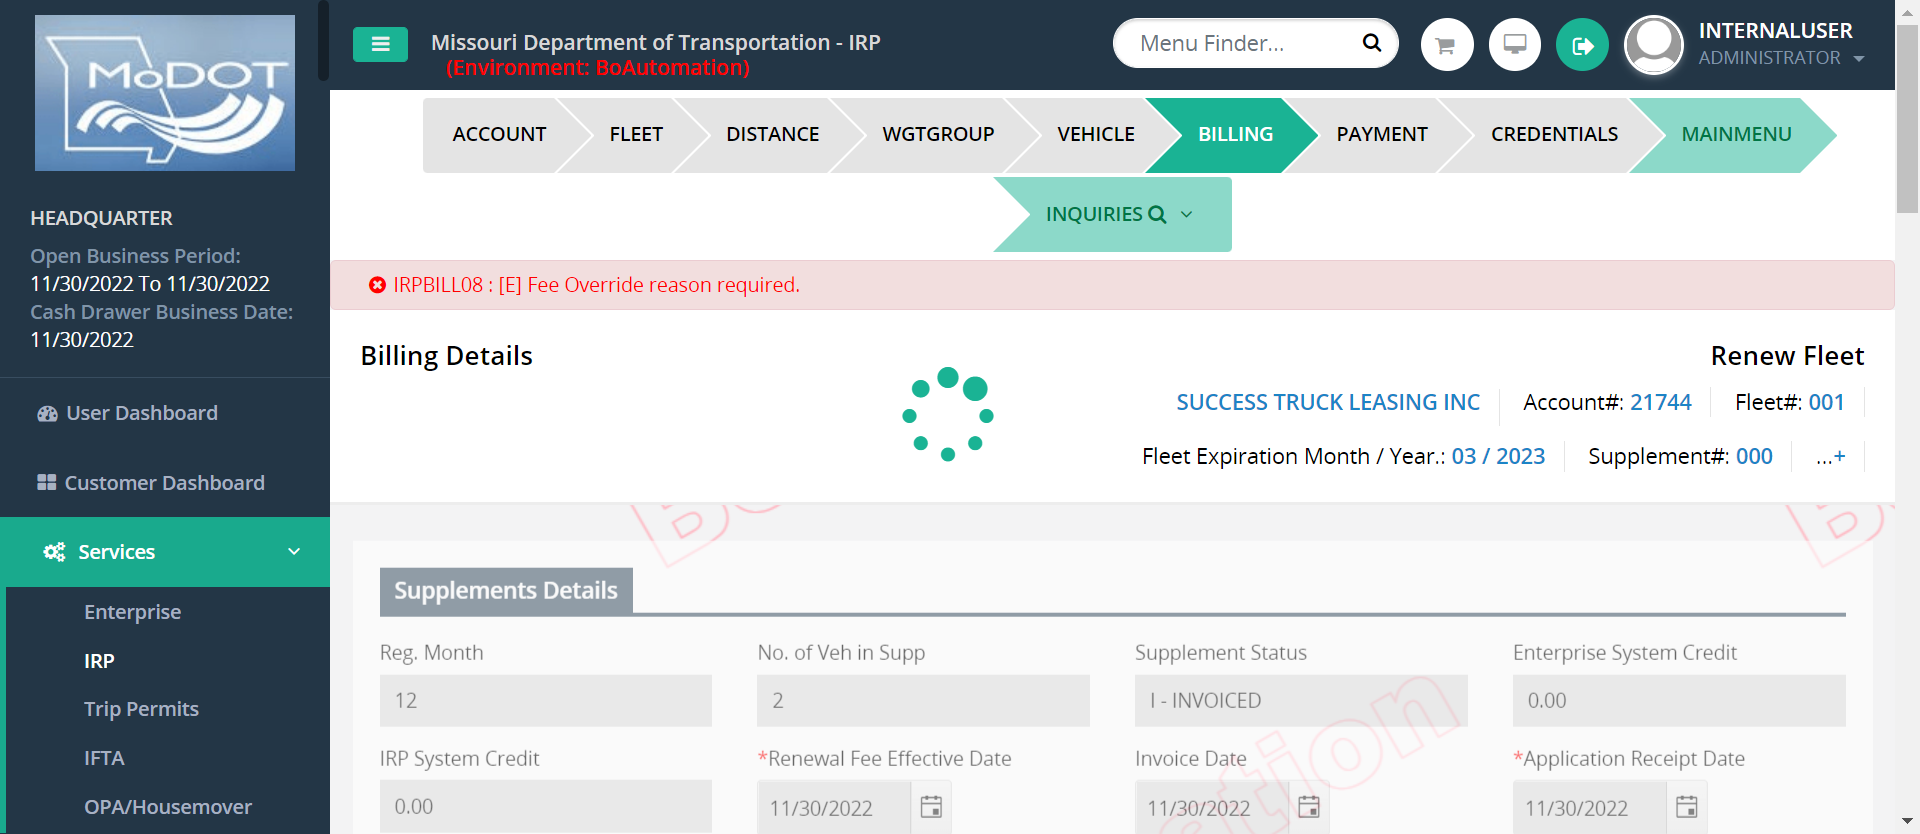 MoDOT
Missouri Department of Transportation - IRP
(Environment: BoAutomation)
Menu Finder...
INTERNALUSER
ADMINISTRATOR
ACCOUNT
FLEET
DISTANCE
WGTGROUP
VEHICLE
BILLING
PAYMENT
CREDENTIALS
MAINMENU
INQUIRIES
HEADQUARTER
Open Business Period:
11/30/2022 To 11/30/2022
Cash Drawer Business Date:
11/30/2022
User Dashboard
Customer Dashboard
Services
Enterprise
IRP
Trip Permits
IFTA
OPA/Housemover
IRPBILL08 : [E] Fee Override reason required.
Billing Details
Renew Fleet
SUCCESS TRUCK LEASING INC
Account#: 21744
Fleet#: 001
Fleet Expiration Month / Year.: 03 / 2023
Supplement#: 000
...+
Supplements Details
Reg. Month
12
No. of Veh in Supp
2
Supplement Status
I - INVOICED
Enterprise System Credit
0.00
IRP System Credit
0.00
*Renewal Fee Effective Date
11/30/2022
Invoice Date
11/30/2022
*Application Receipt Date
11/30/2022